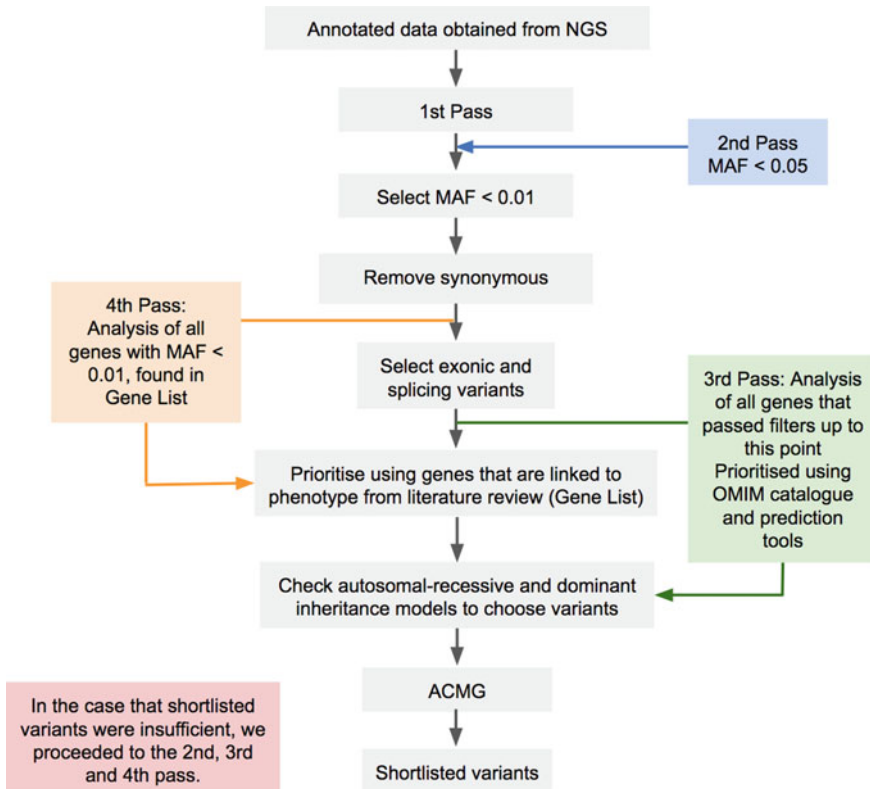 Annotated data obtained from NGS
1st Pass
2nd Pass
MAF < 0.05
Select MAF < 0.01
Remove synonymous
4th Pass:
Analysis of all
genes with MAF <
0.01, found in
Gene List
Select exonic and
splicing variants
3rd Pass: Analysis
of all genes that
passed filters up to
this point
Prioritised using
OMIM catalogue
and prediction
tools
Prioritise using genes that are linked to
phenotype from literature review (Gene List)
Check autosomal-recessive and dominant
inheritance models to choose variants
ACMG
In the case that shortlisted
variants were insufficient, we
proceeded to the 2nd, 3rd
and 4th pass.
Shortlisted variants